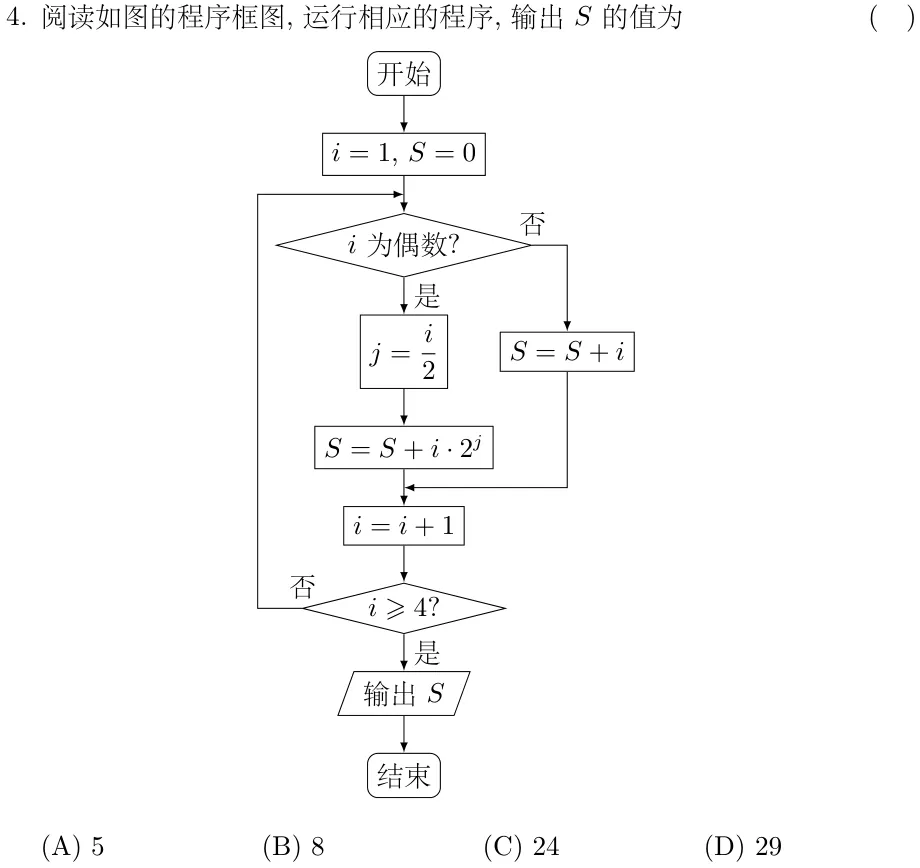 4. 阅读如图的程序框图, 运行相应的程序, 输出 S 的值为 ( )
开始
i = 1, S = 0
i 为偶数?
否
是
j = i/2
S = S + i
S = S + i · 2^j
i = i + 1
否
i ⩾ 4?
是
输出 S
结束
(A) 5 (B) 8 (C) 24 (D) 29